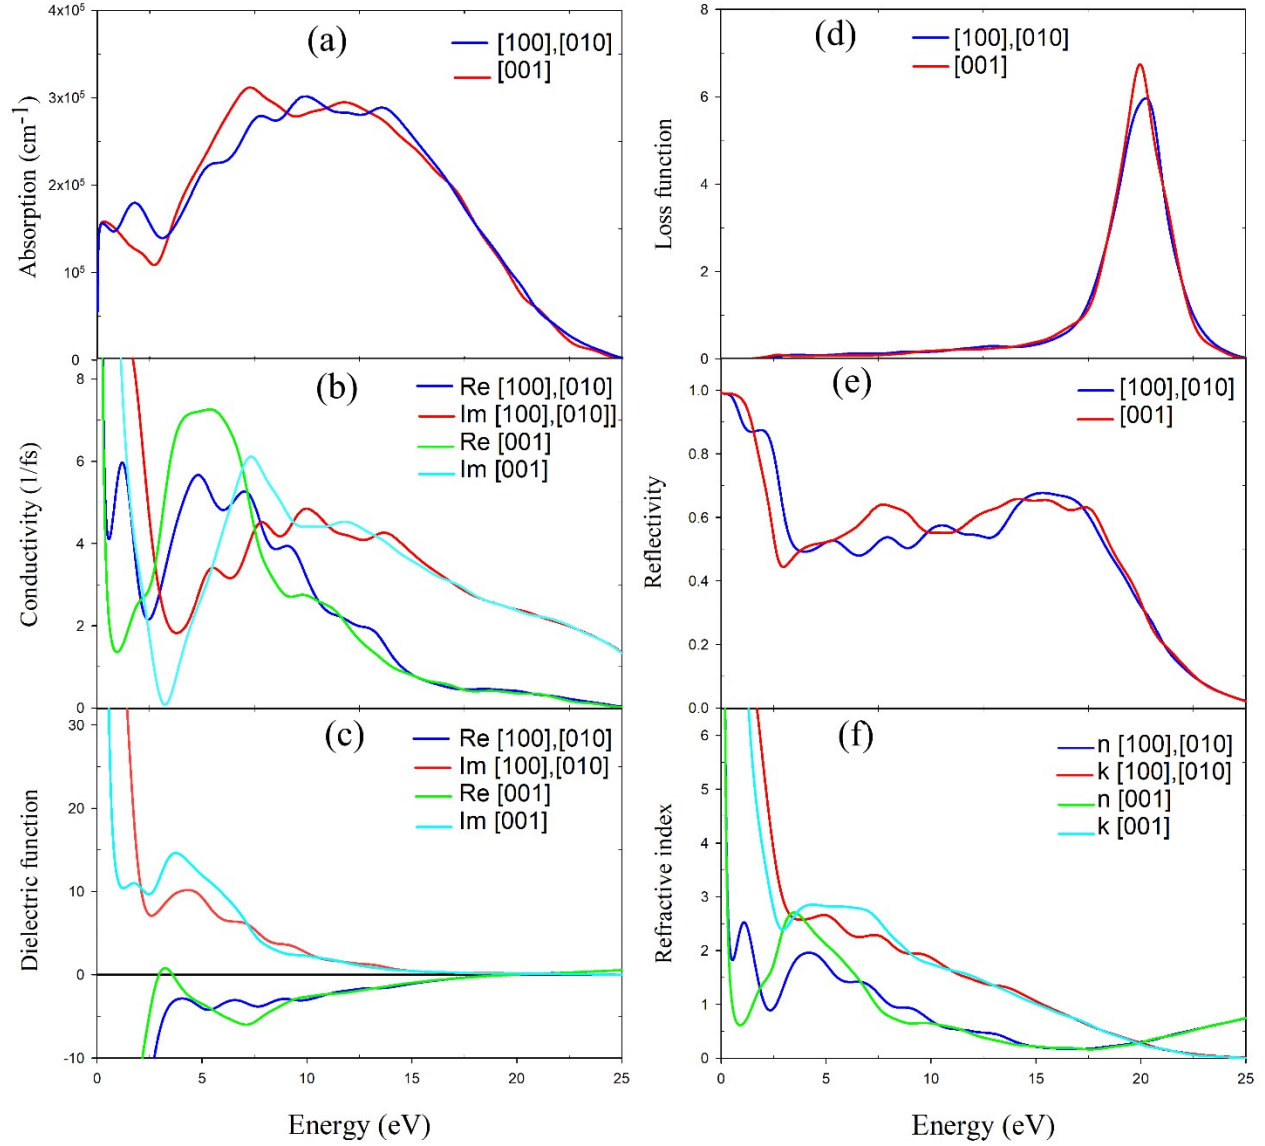 (a)
[100],[010]
[001]
Absorption (cm⁻¹)
4x10⁵
3x10⁵
2x10⁵
10⁵
0
(b)
Re [100],[010]
Im [100],[010]]
Re [001]
Im [001]
Conductivity (1/fs)
8
6
4
2
0
(c)
Re [100],[010]
Im [100],[010]
Re [001]
Im [001]
Dielectric function
30
20
10
0
-10
0 5 10 15 20 25
Energy (eV)
(d)
[100],[010]
[001]
Loss function
8
6
4
2
0
(e)
[100],[010]
[001]
Reflectivity
1.0
0.8
0.6
0.4
0.2
0.0
(f)
n [100],[010]
k [100],[010]
n [001]
k [001]
Refractive index
6
5
4
3
2
1
0
0 5 10 15 20 25
Energy (eV)